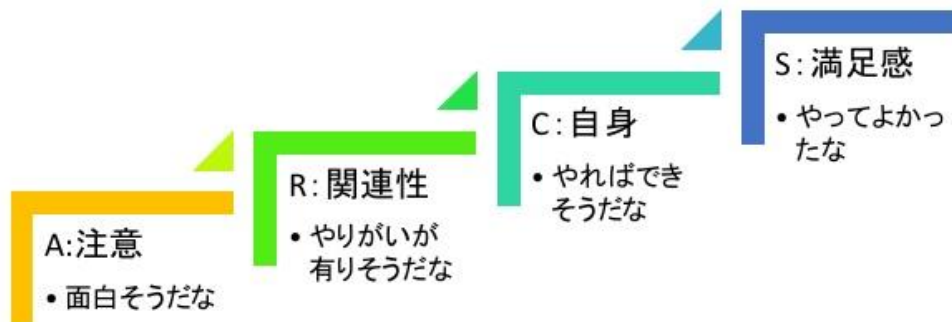 A:注意
• 面白そうだな
R:関連性
• やりがいが
有りそうだな
C:自身
• やればでき
そうだな
S:満足感
• やってよかっ
たな